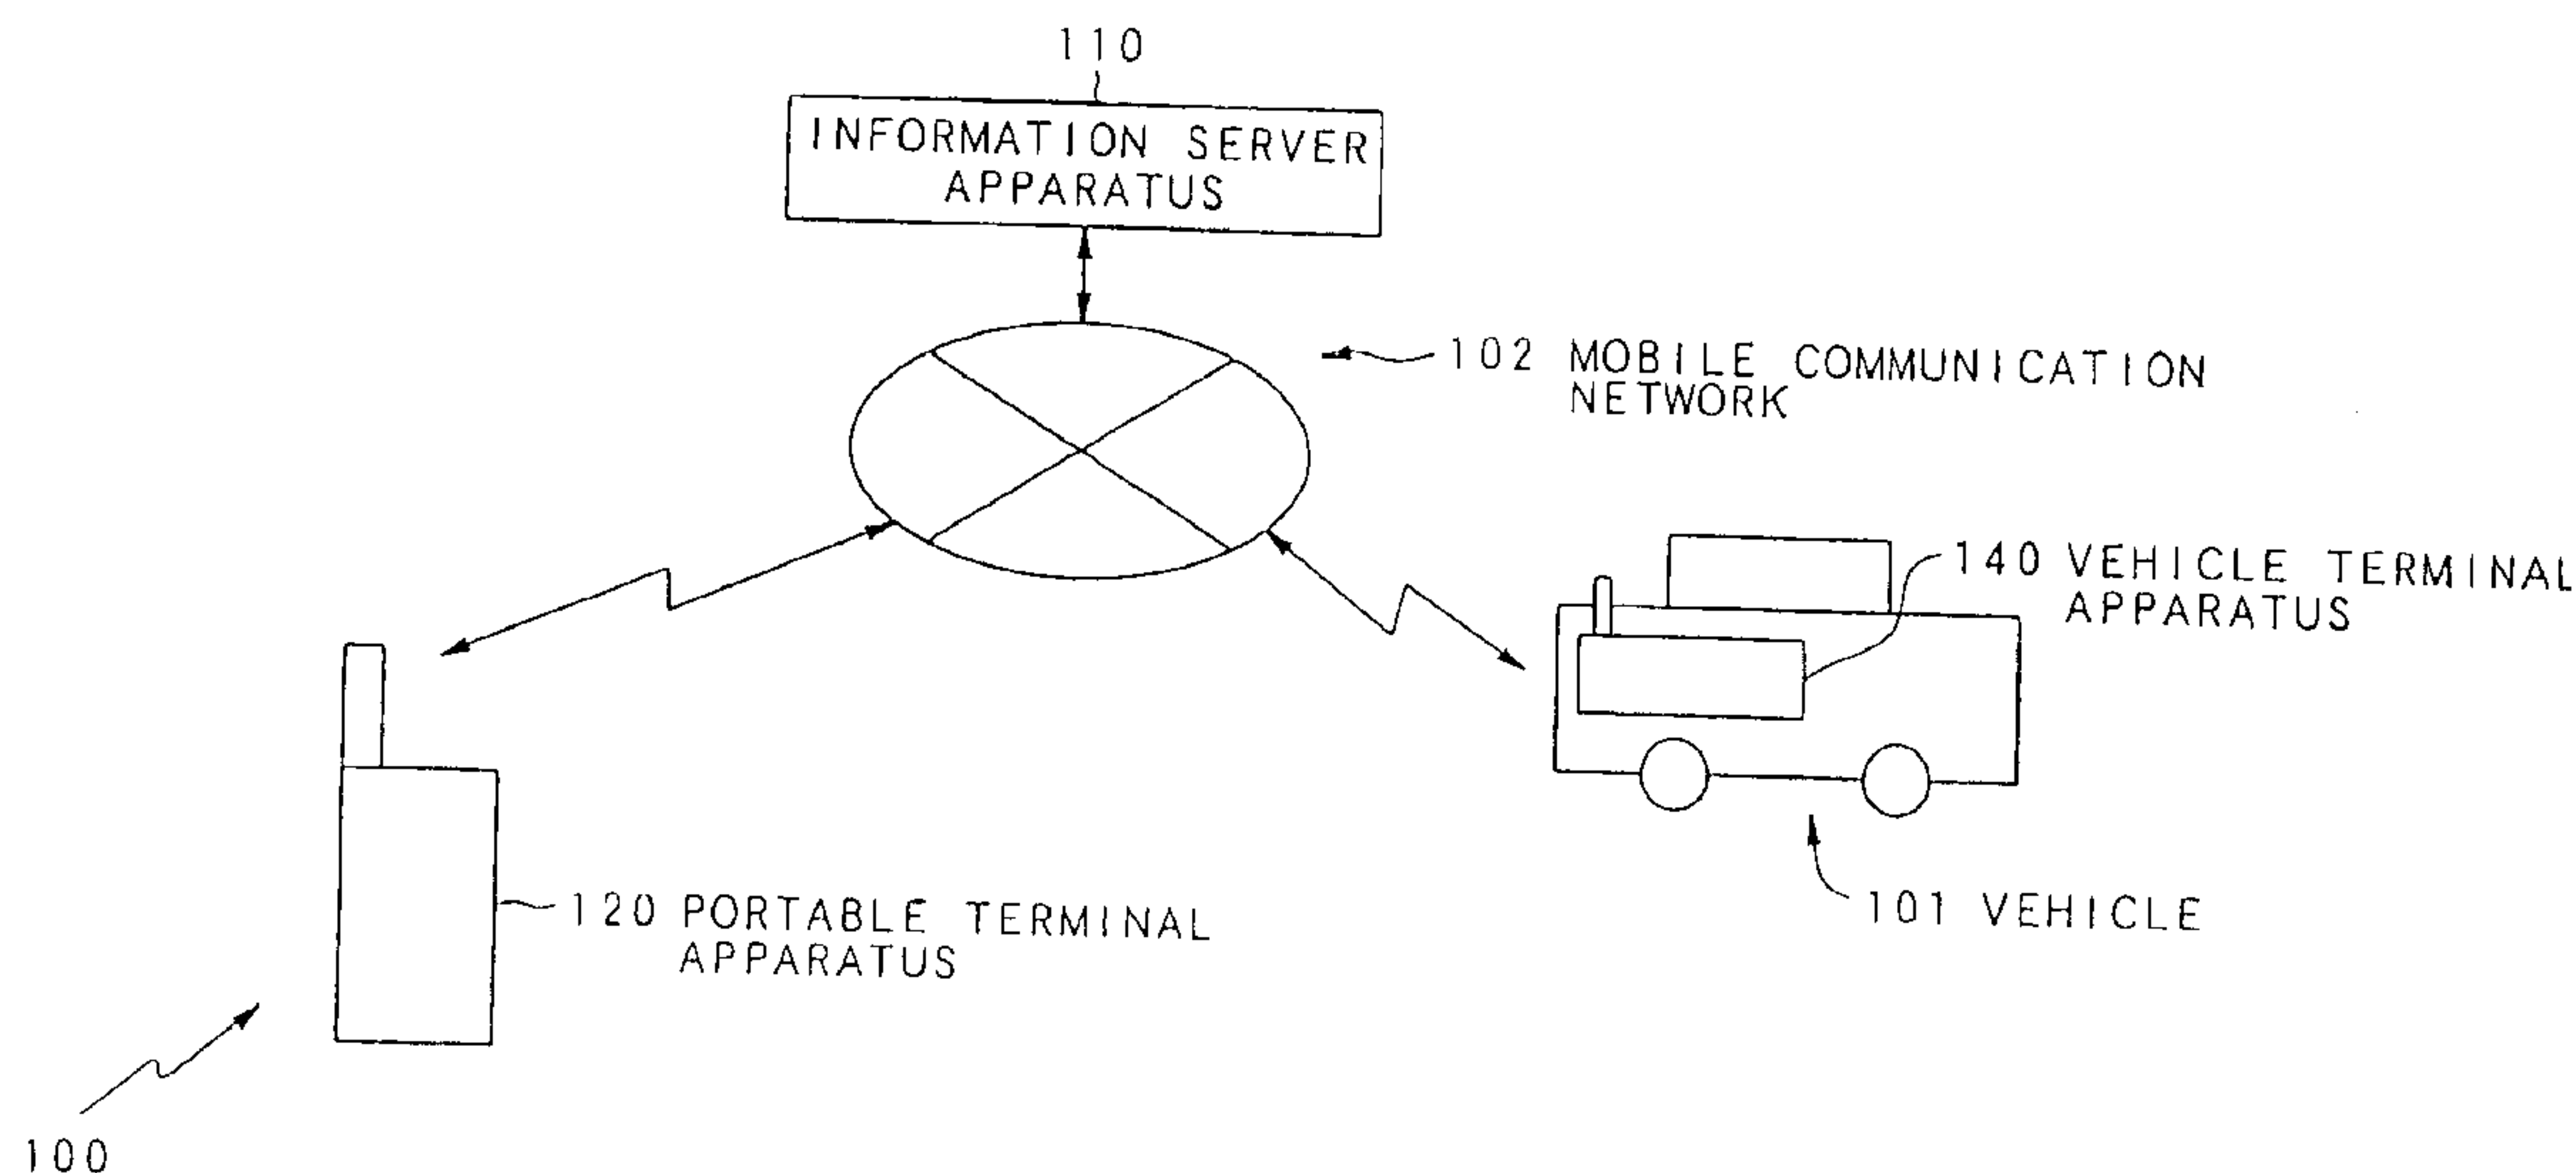 110
INFORMATION SERVER
APPARATUS
102 MOBILE COMMUNICATION
NETWORK
140 VEHICLE TERMINAL
APPARATUS
120 PORTABLE TERMINAL
APPARATUS
101 VEHICLE
100